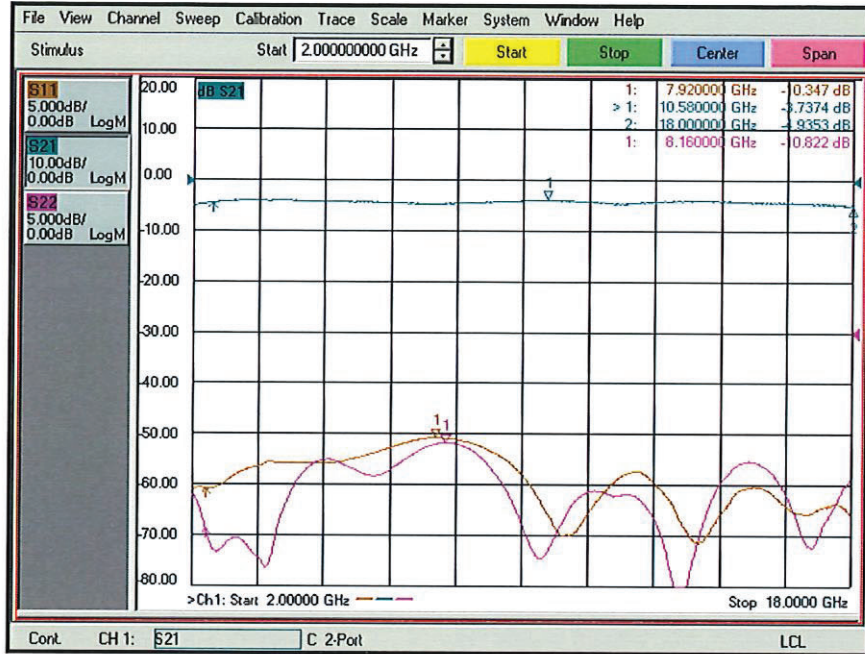 File View Channel Sweep Calibration Trace Scale Marker System Window Help
Stimulus Start 2.000000000 GHz Start Stop Center Span
S11
5.000dB/
0.00dB LogM
S21
10.00dB/
0.00dB LogM
S22
5.000dB/
0.00dB LogM
20.00
10.00
0.00
-10.00
-20.00
-30.00
-40.00
-50.00
-60.00
-70.00
-80.00
dB S21
1: 7.920000 GHz -10.347 dB
> 1: 10.580000 GHz -3.7374 dB
2: 18.000000 GHz -4.9353 dB
1: 8.160000 GHz -10.822 dB
1
2
1 1
>Ch1: Start 2.00000 GHz Stop 18.0000 GHz
Cont. CH 1: S21 C 2-Port LCL